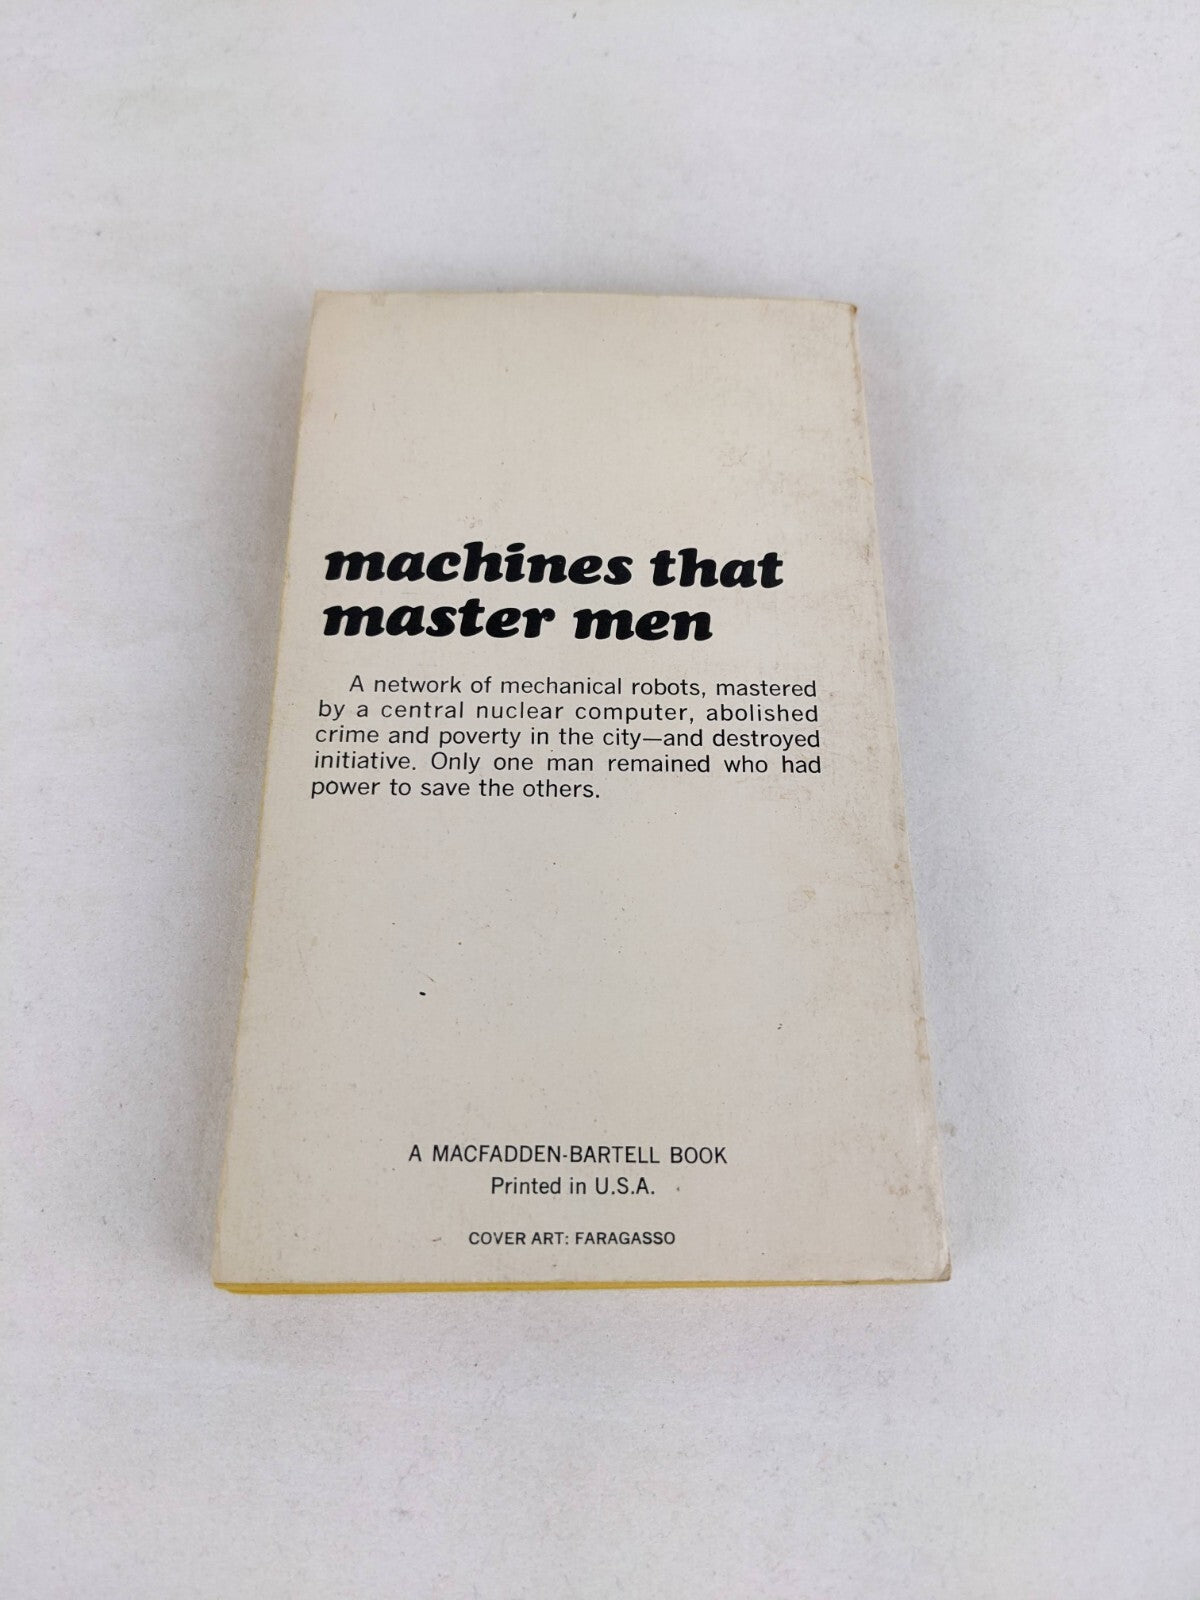 machines that
master men
A network of mechanical robots, mastered
by a central nuclear computer, abolished
crime and poverty in the city—and destroyed
initiative. Only one man remained who had
power to save the others.
A MACFADDEN-BARTELL BOOK
Printed in U.S.A.
COVER ART: FARAGASSO